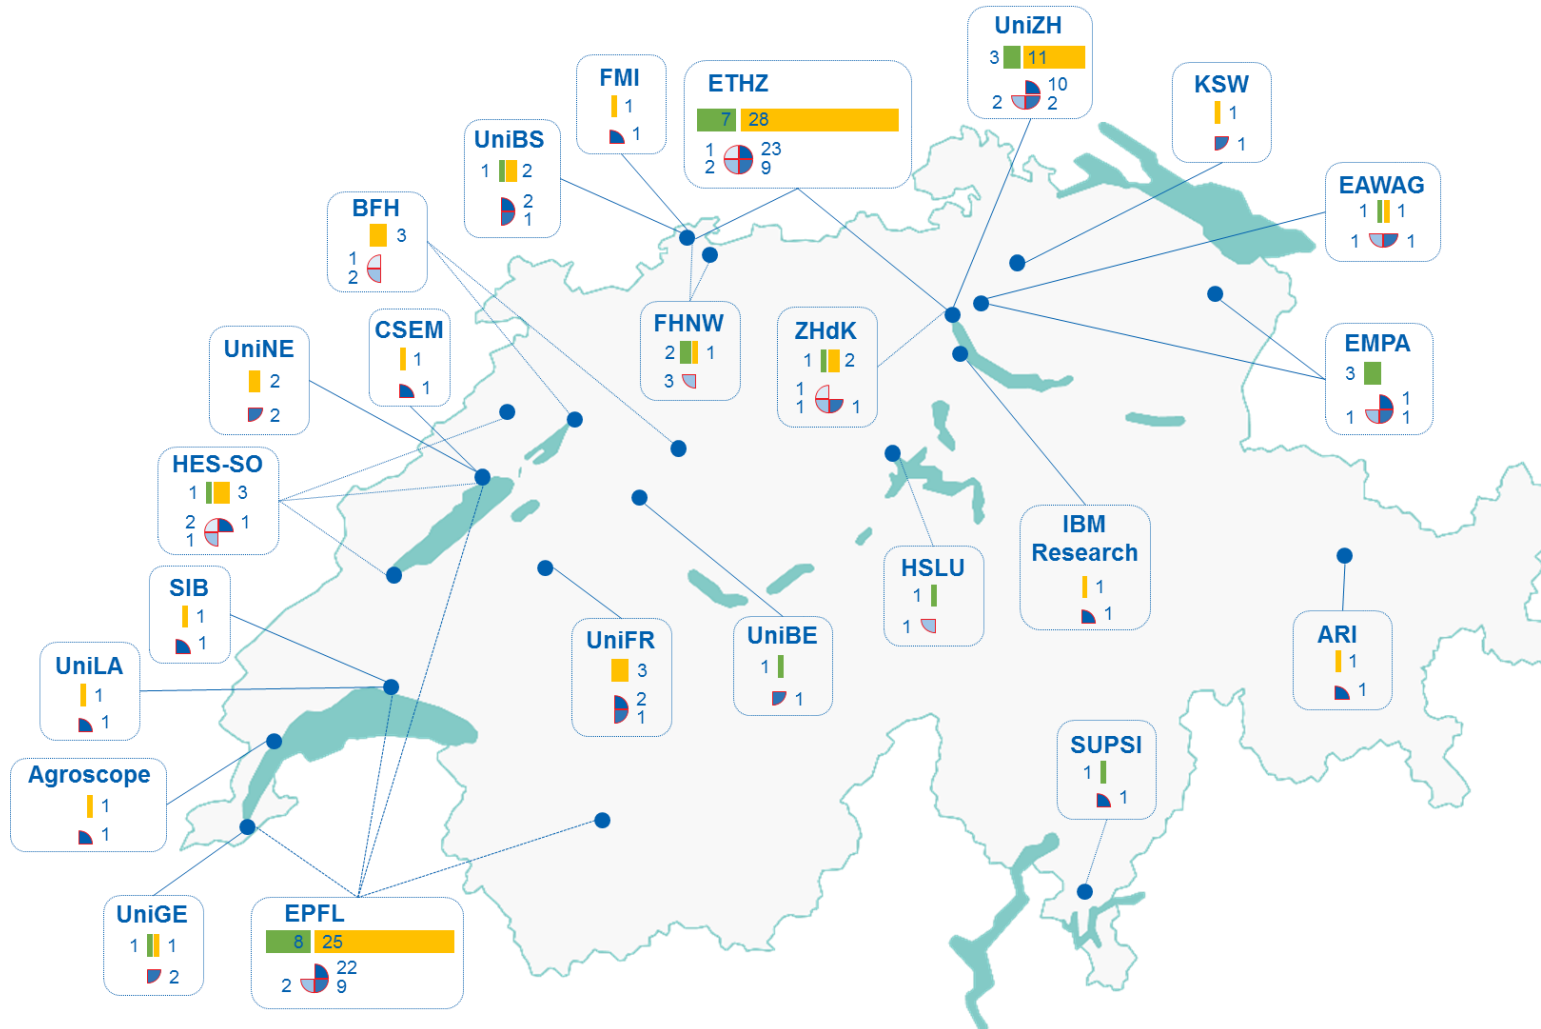 UniZH
3 11
10
2 2
FMI
1
1
ETHZ
7 28
1 23
2 9
KSW
1
1
UniBS
1 2
2
1
EAWAG
1 1
1 1
BFH
3
1
2
CSEM
1
1
FHNW
2 1
3
ZHdK
1 2
1
1 1
UniNE
2
2
EMPA
3
1
1 1
HES-SO
1 3
2 1
1
IBM
Research
1
1
HSLU
1
1
SIB
1
1
UniFR
3
2
1
UniBE
1
1
ARI
1
1
UniLA
1
1
SUPSI
1
1
Agroscope
1
1
UniGE
1 1
2
EPFL
8 25
22
2 9